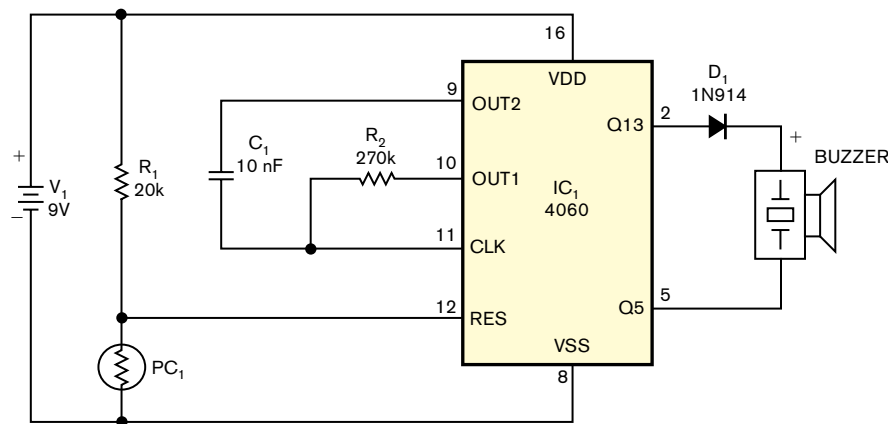 16
VDD
D1
1N914
9
OUT2
Q13
2
+
C1
10 nF
R2
270k
10
OUT1
BUZZER
+
V1
9V
−
R1
20k
IC1
4060
11
CLK
12
RES
Q5
5
VSS
8
PC1